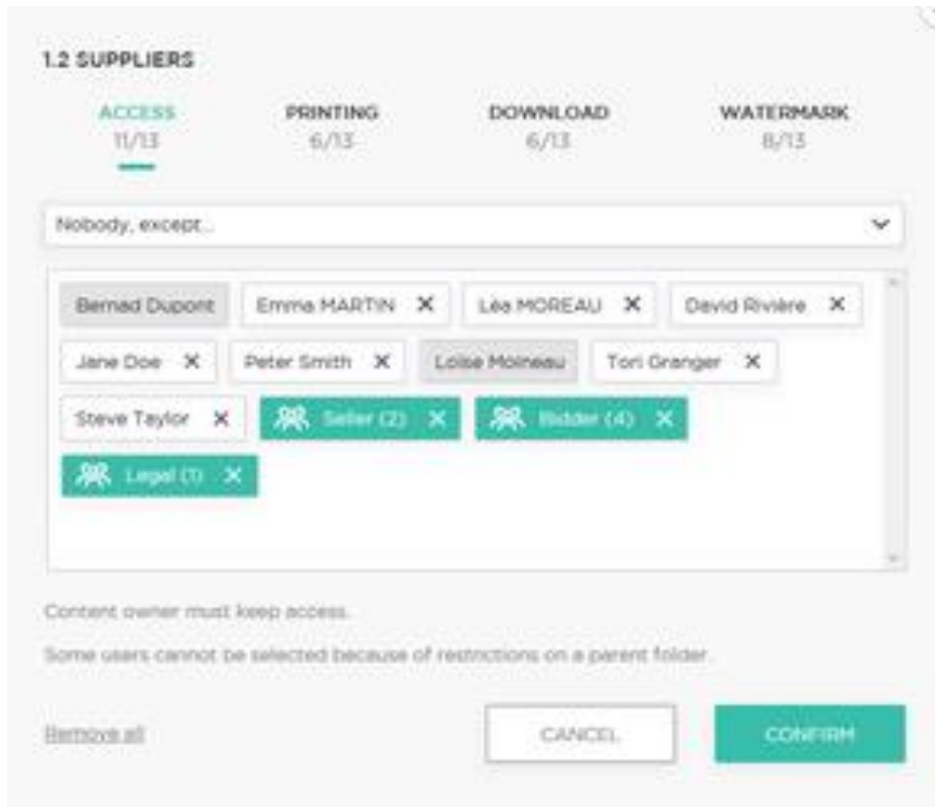 1.2 SUPPLIERS
ACCESS PRINTING DOWNLOAD WATERMARK
11/13 6/13 6/13 8/13
Nobody, except...
Bernad Dupont Emma MARTIN Léa MOREAU David Rivière
Jane Doe Peter Smith Loise Moineau Tori Granger
Steve Taylor Seller (2) Bidder (4)
Legal (1)
Content owner must keep access.
Some users cannot be selected because of restrictions on a parent folder.
Remove all CANCEL CONFIRM